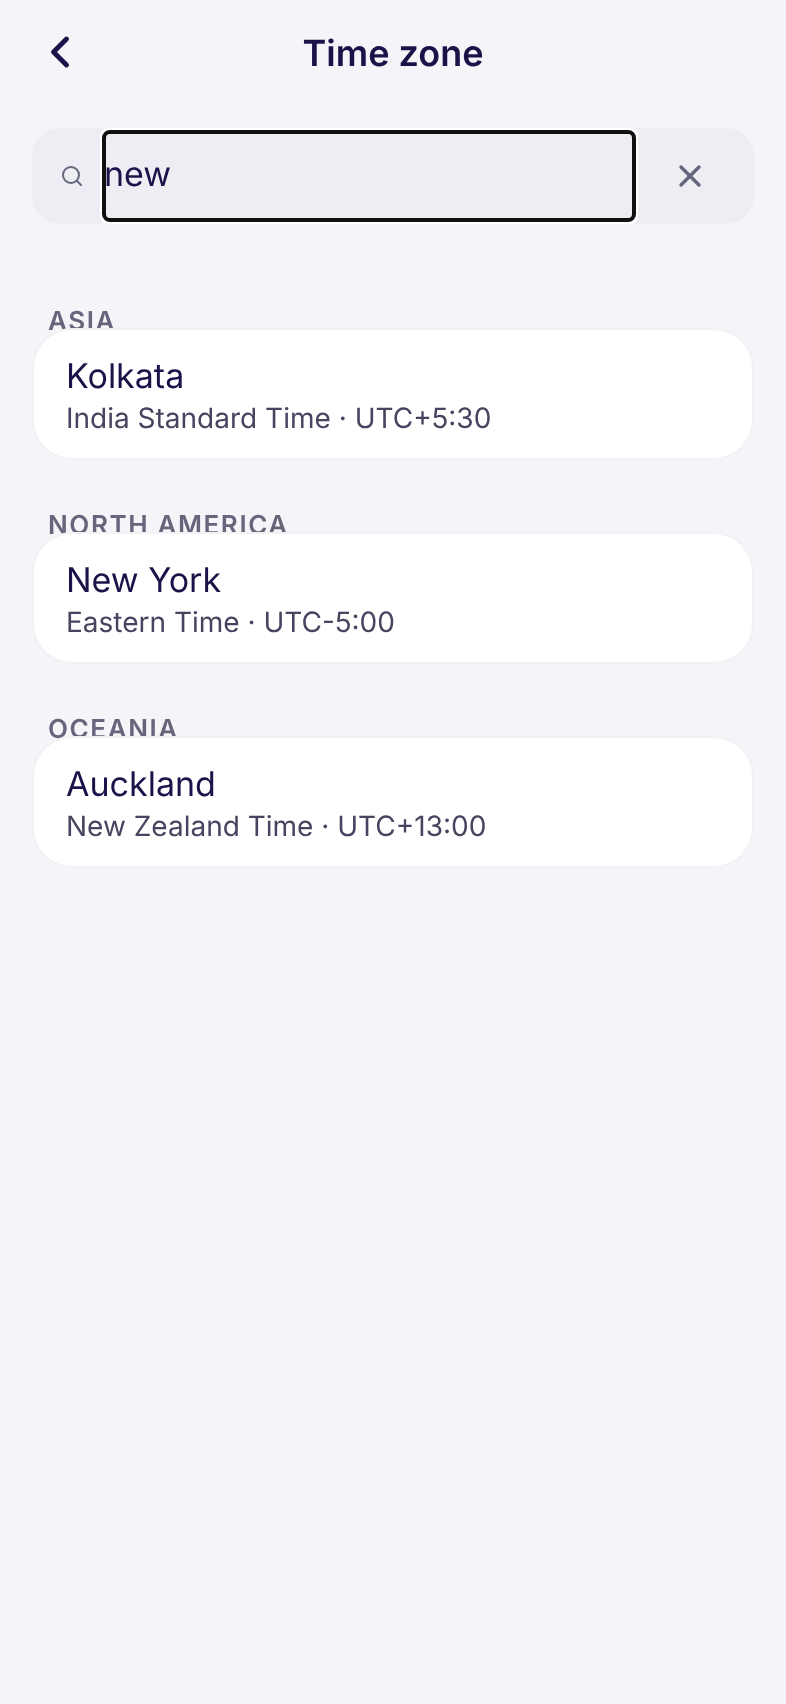 Time zone
new
ASIA
Kolkata
India Standard Time · UTC+5:30
NORTH AMERICA
New York
Eastern Time · UTC-5:00
OCEANIA
Auckland
New Zealand Time · UTC+13:00